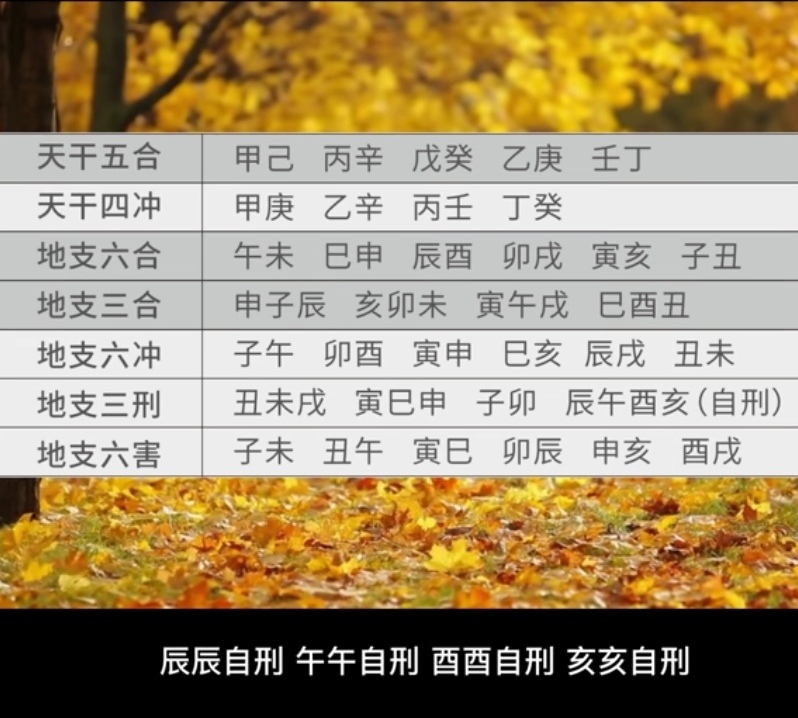 天干五合 甲己 丙辛 戊癸 乙庚 壬丁
天干四冲 甲庚 乙辛 丙壬 丁癸
地支六合 午未 巳申 辰酉 卯戌 寅亥 子丑
地支三合 申子辰 亥卯未 寅午戌 巳酉丑
地支六冲 子午 卯酉 寅申 巳亥 辰戌 丑未
地支三刑 丑未戌 寅巳申 子卯 辰午酉亥(自刑)
地支六害 子未 丑午 寅巳 卯辰 申亥 酉戌
辰辰自刑 午午自刑 酉酉自刑 亥亥自刑